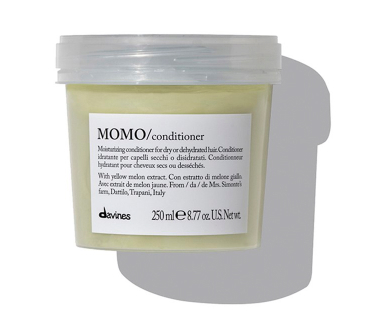 MOMO/conditioner
Moisturizing conditioner for dry or dehydrated hair. Conditioner
idratante per capelli secchi o disidratati. Conditionneur
hydratant pour cheveux secs ou desséchés.
With yellow melon extract. Con estratto di melone giallo.
Avec extrait de melon jaune. From / da / de Mrs. Simonti's
farm, Dattilo, Trapani, Italy
davines
250 ml ℮ 8.77 oz. U.S. Net wt.